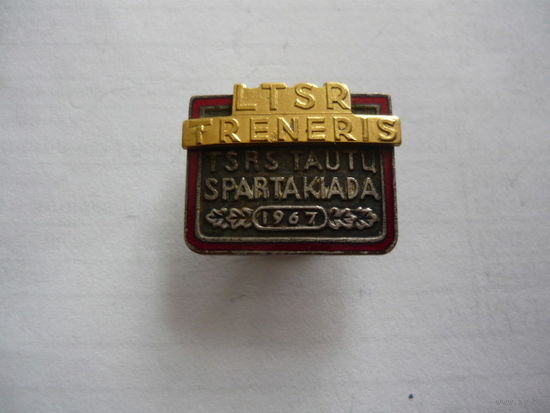 LTSR
TRENERIS
TSRS TAUTŲ
SPARTAKIADA
1967